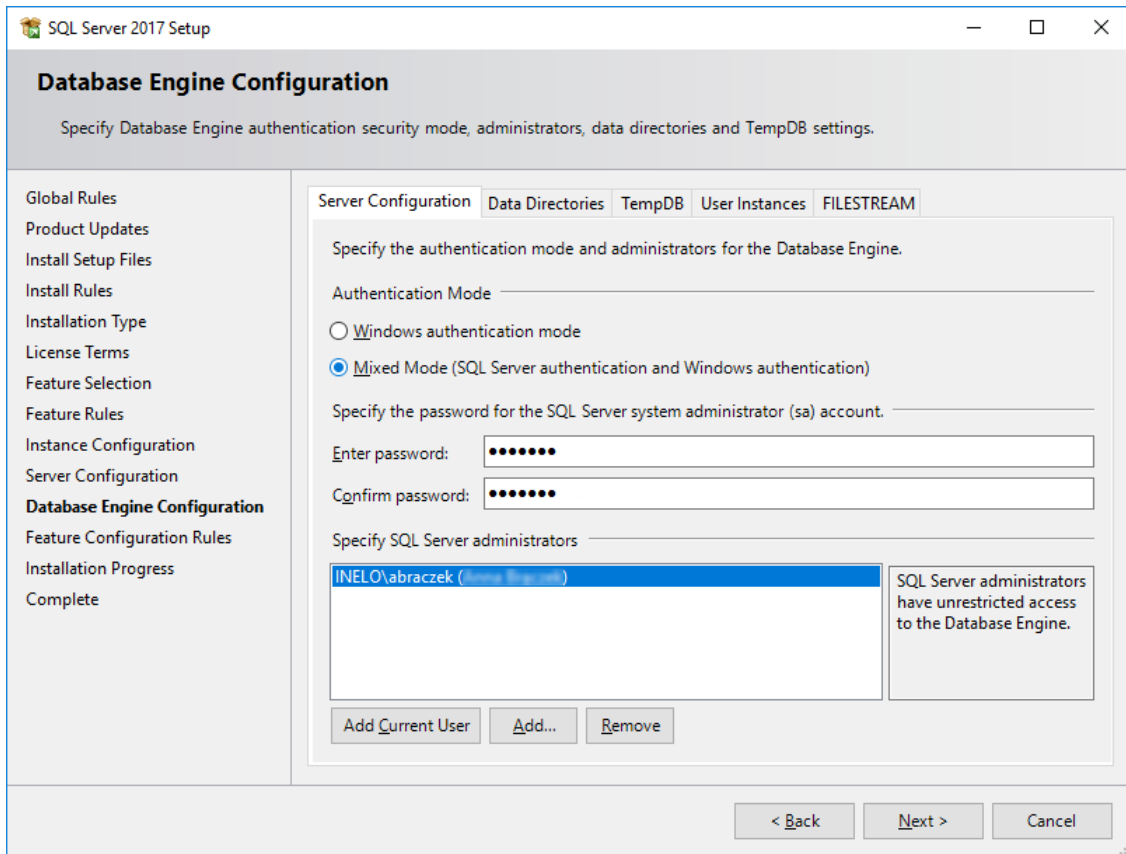 SQL Server 2017 Setup
Database Engine Configuration
Specify Database Engine authentication security mode, administrators, data directories and TempDB settings.
Global Rules
Product Updates
Install Setup Files
Install Rules
Installation Type
License Terms
Feature Selection
Feature Rules
Instance Configuration
Server Configuration
Database Engine Configuration
Feature Configuration Rules
Installation Progress
Complete
Server Configuration Data Directories TempDB User Instances FILESTREAM
Specify the authentication mode and administrators for the Database Engine.
Authentication Mode
Windows authentication mode
Mixed Mode (SQL Server authentication and Windows authentication)
Specify the password for the SQL Server system administrator (sa) account.
Enter password: ●●●●●●●
Confirm password: ●●●●●●●
Specify SQL Server administrators
INELO\abraczek ( )
SQL Server administrators
have unrestricted access
to the Database Engine.
Add Current User Add... Remove
< Back Next > Cancel